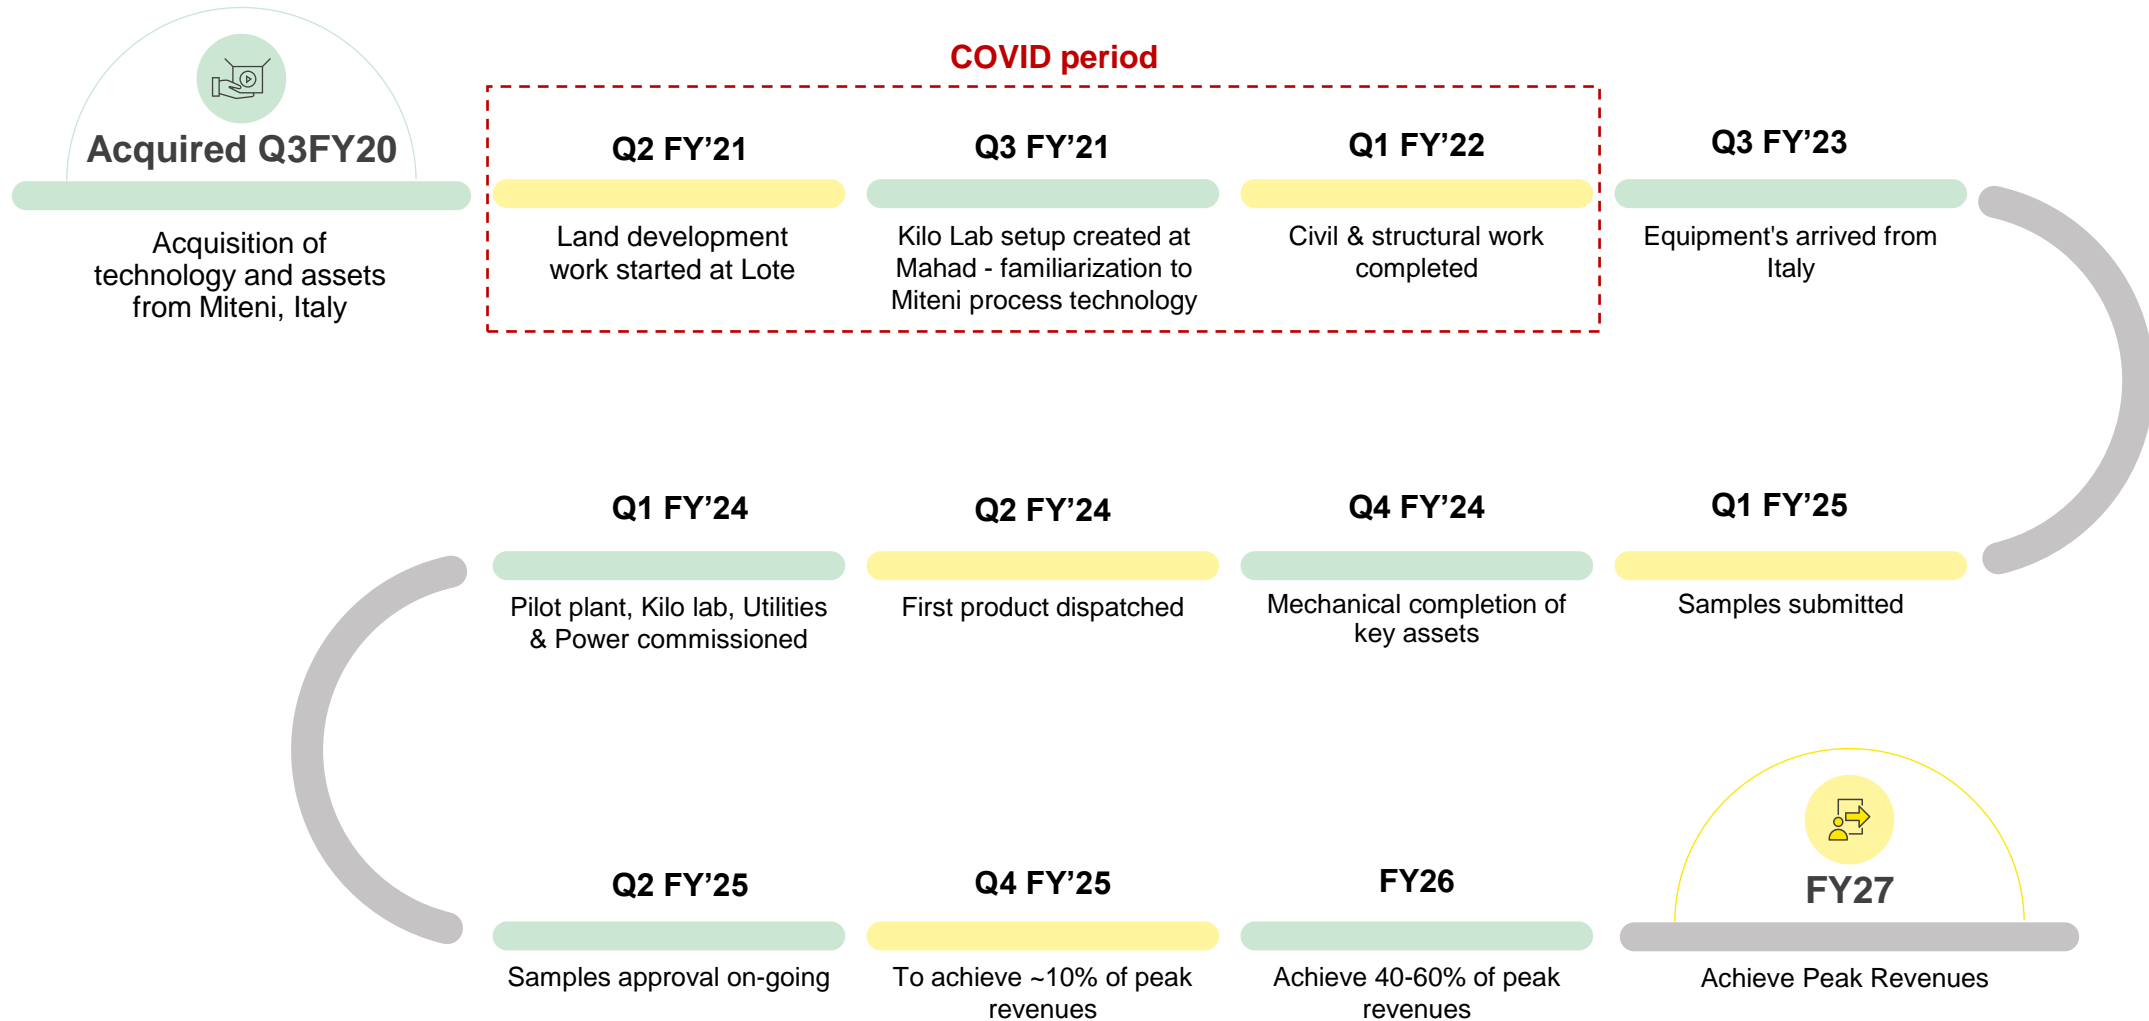 COVID period
Acquired Q3FY20
Acquisition of
technology and assets
from Miteni, Italy
Q2 FY’21
Land development
work started at Lote
Q3 FY’21
Kilo Lab setup created at
Mahad - familiarization to
Miteni process technology
Q1 FY’22
Civil & structural work
completed
Q3 FY’23
Equipment's arrived from
Italy
Q1 FY’24
Pilot plant, Kilo lab, Utilities
& Power commissioned
Q2 FY’24
First product dispatched
Q4 FY’24
Mechanical completion of
key assets
Q1 FY’25
Samples submitted
Q2 FY’25
Samples approval on-going
Q4 FY’25
To achieve ~10% of peak
revenues
FY26
Achieve 40-60% of peak
revenues
FY27
Achieve Peak Revenues